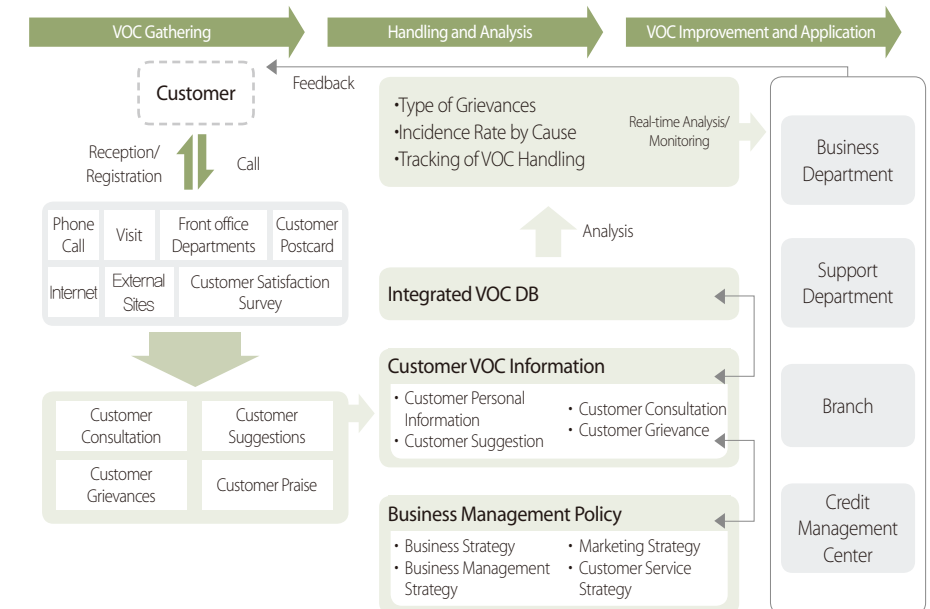 VOC Gathering
Handling and Analysis
VOC Improvement and Application
Customer
Feedback
Reception/
Registration
Call
Phone
Call
Visit
Front office
Departments
Customer
Postcard
Internet
External
Sites
Customer Satisfaction
Survey
Customer
Consultation
Customer
Suggestions
Customer
Grievances
Customer Praise
•Type of Grievances
•Incidence Rate by Cause
•Tracking of VOC Handling
Real-time Analysis/
Monitoring
Analysis
Integrated VOC DB
Customer VOC Information
• Customer Personal
Information
• Customer Suggestion
• Customer Consultation
• Customer Grievance
Business Management Policy
• Business Strategy
• Business Management
Strategy
• Marketing Strategy
• Customer Service
Strategy
Business
Department
Support
Department
Branch
Credit
Management
Center